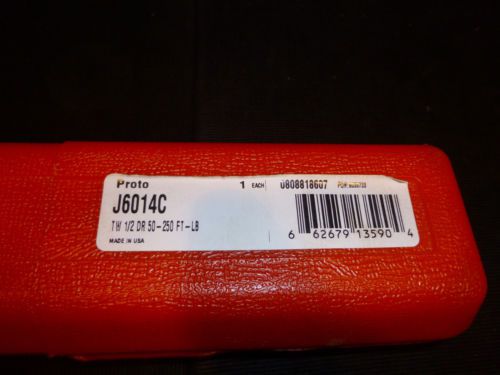 Proto 1 EACH 0808818607
J6014C
TW 1/2 DR 50-250 FT-LB
MADE IN USA
6 62679 13590 4